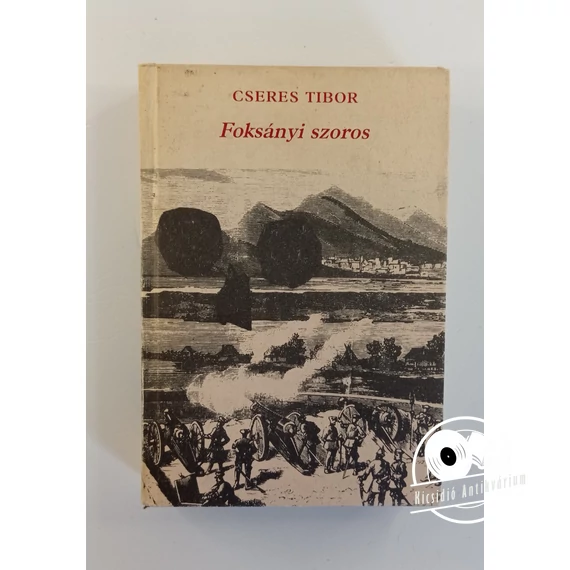 CSERES TIBOR
Foksányi szoros
Kicsidió Antikvárium